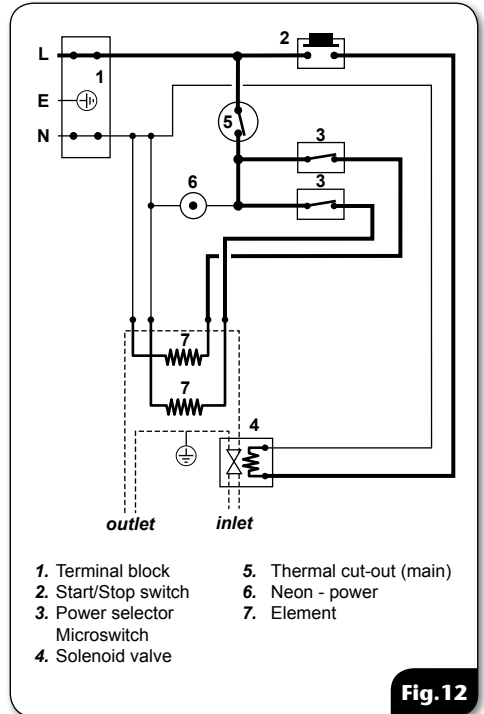 L
1
E
N
2
5
3
3
6
7
7
4
outlet
inlet
1. Terminal block
2. Start/Stop switch
3. Power selector
Microswitch
4. Solenoid valve
5. Thermal cut-out (main)
6. Neon - power
7. Element
Fig.12